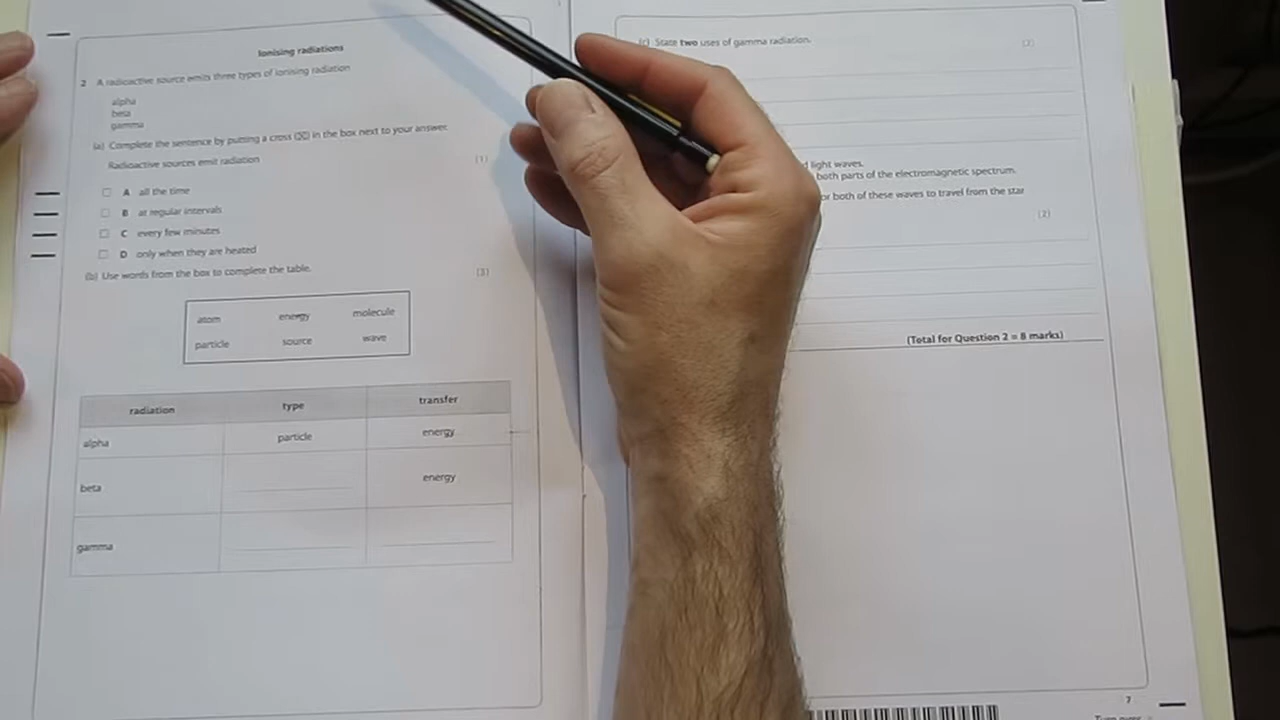 Ionising radiations
2 A radioactive source emits three types of ionising radiation
alpha
beta
gamma
(a) Complete the sentence by putting a cross (☒) in the box next to your answer.
Radioactive sources emit radiation
(1)
A all the time
B at regular intervals
C every few minutes
D only when they are heated
(b) Use words from the box to complete the table.
(3)
atom energy molecule
particle source wave
radiation type transfer
alpha particle energy
beta energy
gamma
(c) State two uses of gamma radiation.
(2)
light waves.
both parts of the electromagnetic spectrum.
or both of these waves to travel from the star
(2)
(Total for Question 2 = 8 marks)
7